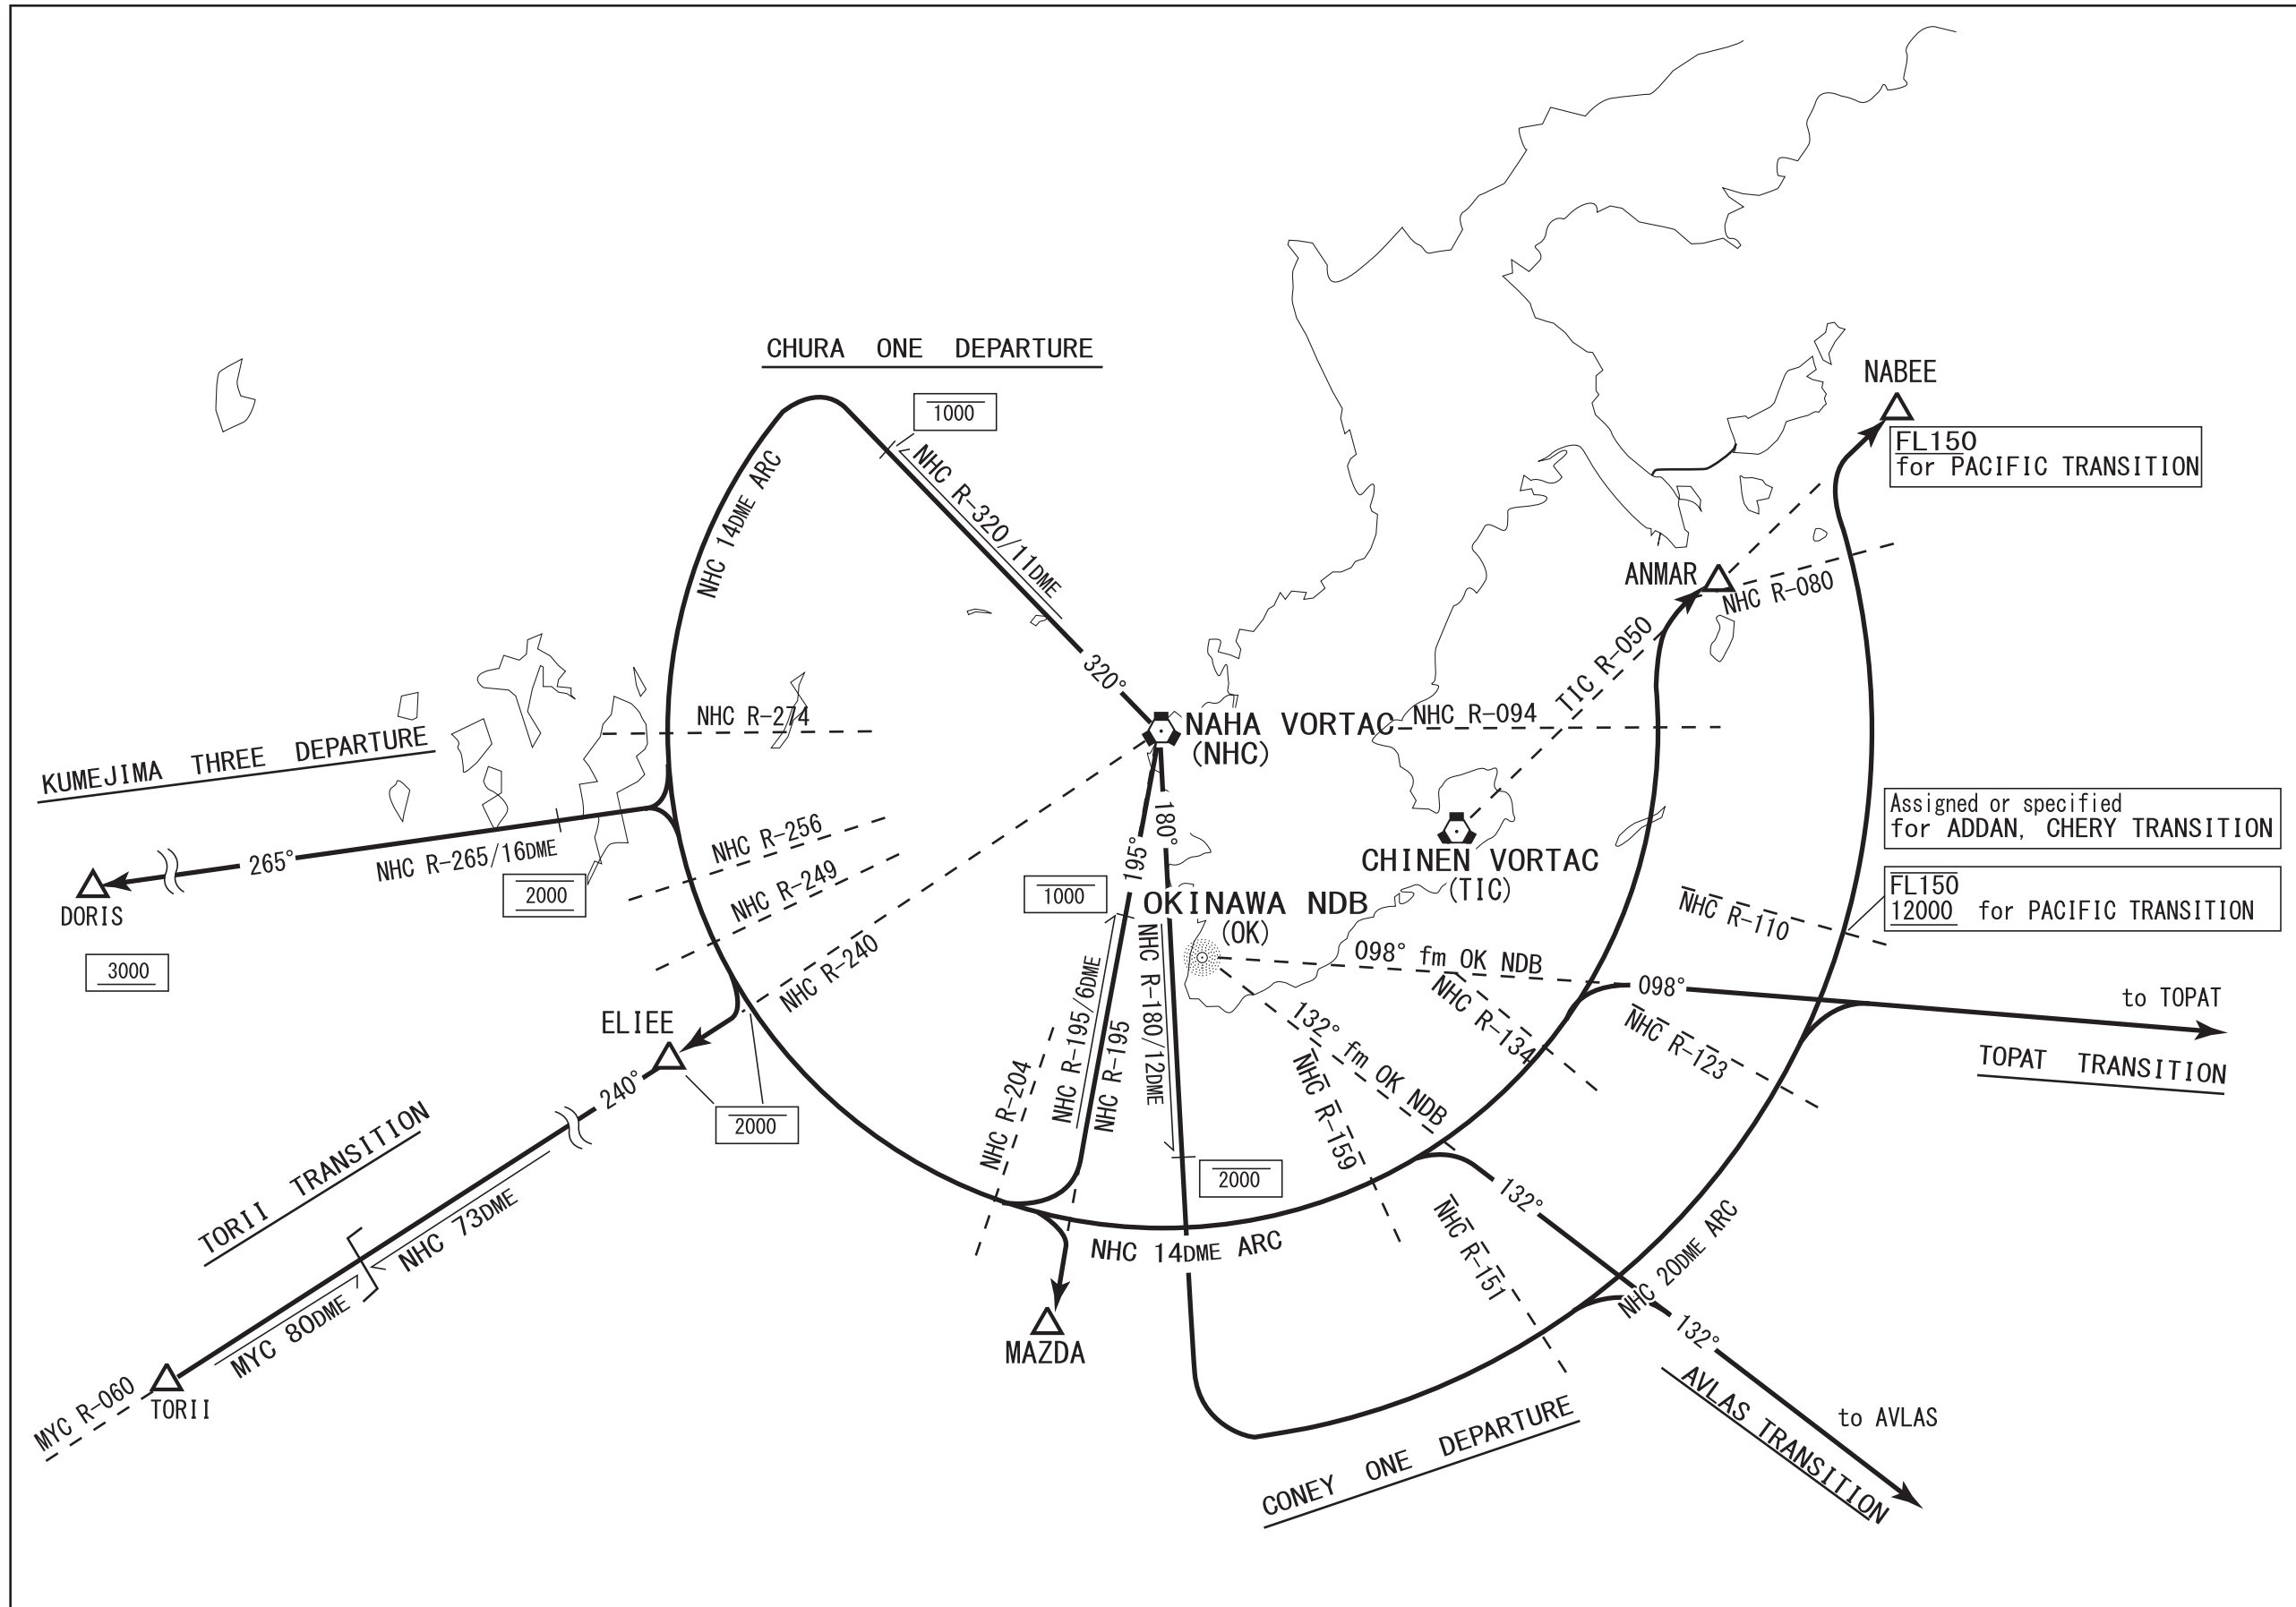 CHURA ONE DEPARTURE
1000
NABEE
FL150
for PACIFIC TRANSITION
NHC 14DME ARC
NHC R-320/11DME
ANMAR
NHC R-080
TIC R-050
320°
NHC R-274
NAHA VORTAC
(NHC)
NHC R-094
KUMEJIMA THREE DEPARTURE
265°
NHC R-265/16DME
2000
DORIS
3000
NHC R-256
NHC R-249
NHC R-240
180°
195°
1000
CHINEN VORTAC
(TIC)
OKINAWA NDB
(OK)
Assigned or specified
for ADDAN, CHERY TRANSITION
FL150
12000 for PACIFIC TRANSITION
NHC R-110
098° fm OK NDB
098°
to TOPAT
TOPAT TRANSITION
NHC R-134
NHC R-123
132° fm OK NDB
NHC R-159
NHC R-195/6DME
NHC R-195
NHC R-180/12DME
NHC R-204
ELIEE
2000
240°
TORII TRANSITION
NHC 73DME
MYC 80DME
MYC R-060
TORII
2000
NHC 14DME ARC
MAZDA
NHC R-151
132°
NHC 20DME ARC
132°
to AVLAS
AVLAS TRANSITION
CONEY ONE DEPARTURE